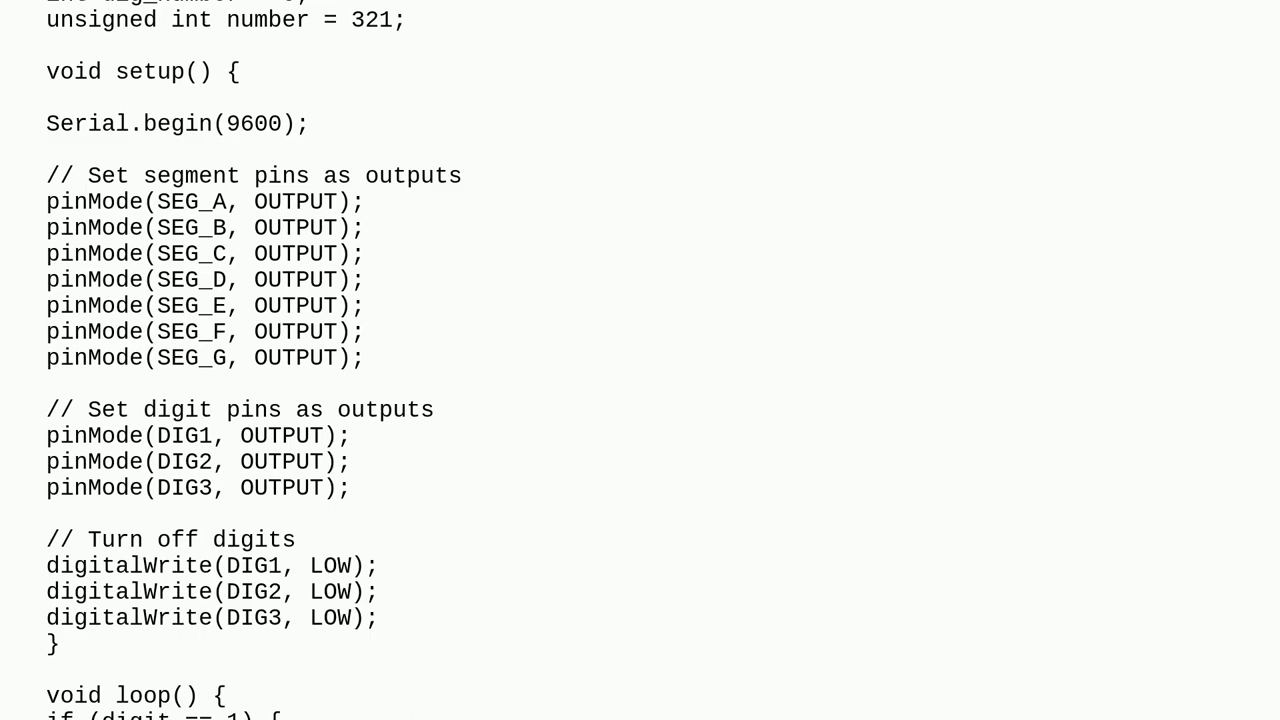 unsigned int number = 321;
void setup() {
Serial.begin(9600);
// Set segment pins as outputs
pinMode(SEG_A, OUTPUT);
pinMode(SEG_B, OUTPUT);
pinMode(SEG_C, OUTPUT);
pinMode(SEG_D, OUTPUT);
pinMode(SEG_E, OUTPUT);
pinMode(SEG_F, OUTPUT);
pinMode(SEG_G, OUTPUT);
// Set digit pins as outputs
pinMode(DIG1, OUTPUT);
pinMode(DIG2, OUTPUT);
pinMode(DIG3, OUTPUT);
// Turn off digits
digitalWrite(DIG1, LOW);
digitalWrite(DIG2, LOW);
digitalWrite(DIG3, LOW);
}
void loop() {
if (digit == 1) {